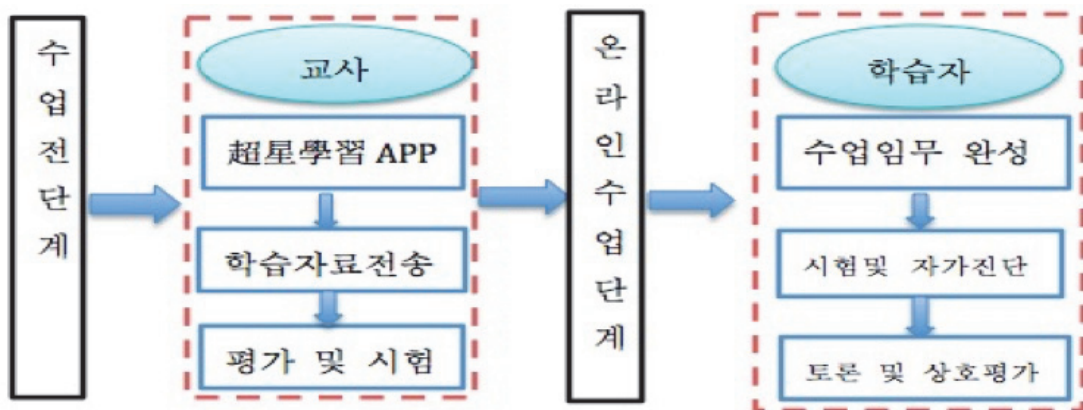 수업전단계
교사
超星學習 APP
학습자료전송
평가 및 시험
온라인수업단계
학습자
수업임무 완성
시험및 자가진단
토론 및 상호평가